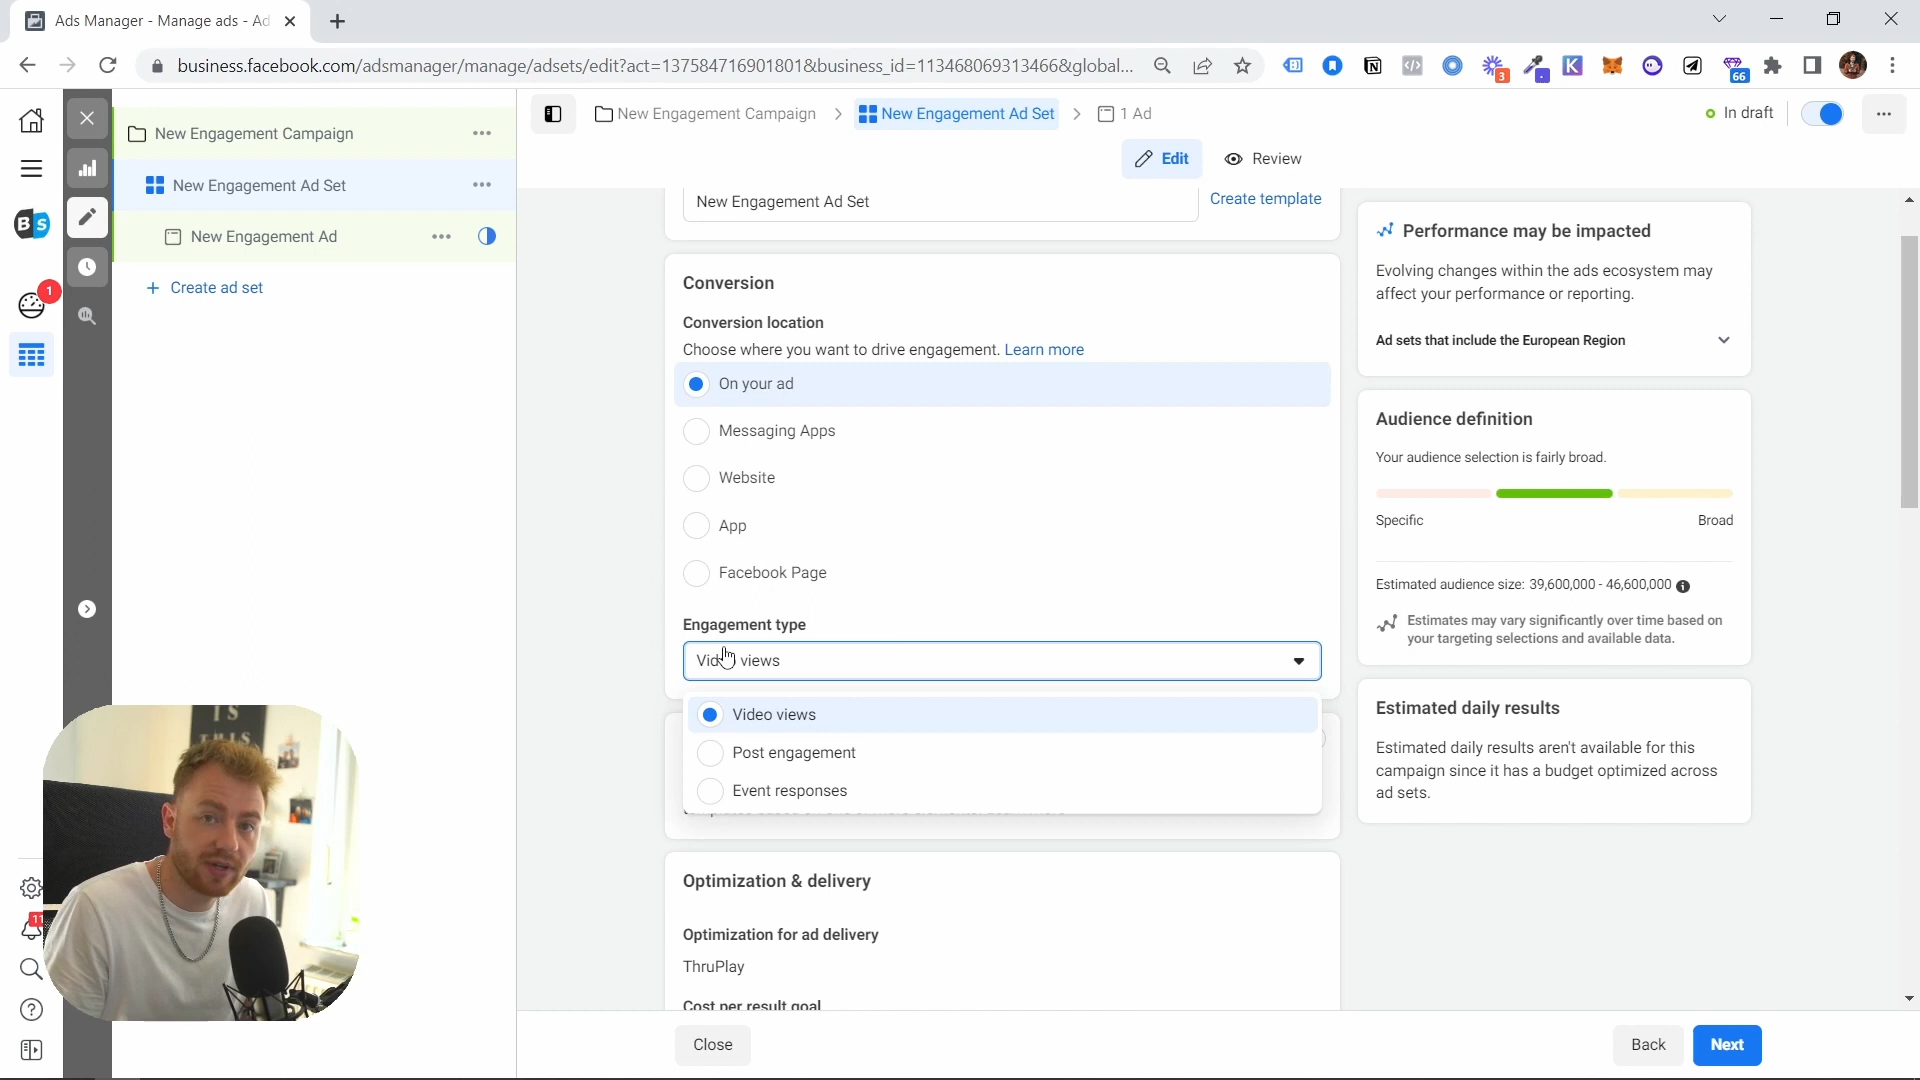 Ads Manager - Manage ads - Ad
business.facebook.com/adsmanager/manage/adsets/edit?act=137584716901801&business_id=113468069313466&global...
3
66
New Engagement Campaign
New Engagement Ad Set
1 Ad
In draft
Edit
Review
New Engagement Campaign
New Engagement Ad Set
New Engagement Ad
Create ad set
BS
1
11
New Engagement Ad Set
Create template
Conversion
Conversion location
Choose where you want to drive engagement. Learn more
On your ad
Messaging Apps
Website
App
Facebook Page
Engagement type
Video views
Video views
Post engagement
Event responses
Optimization & delivery
Optimization for ad delivery
ThruPlay
Cost per result goal
Performance may be impacted
Evolving changes within the ads ecosystem may
affect your performance or reporting.
Ad sets that include the European Region
Audience definition
Your audience selection is fairly broad.
Specific
Broad
Estimated audience size: 39,600,000 - 46,600,000
Estimates may vary significantly over time based on
your targeting selections and available data.
Estimated daily results
Estimated daily results aren't available for this
campaign since it has a budget optimized across
ad sets.
IS
THIS
Close
Back
Next